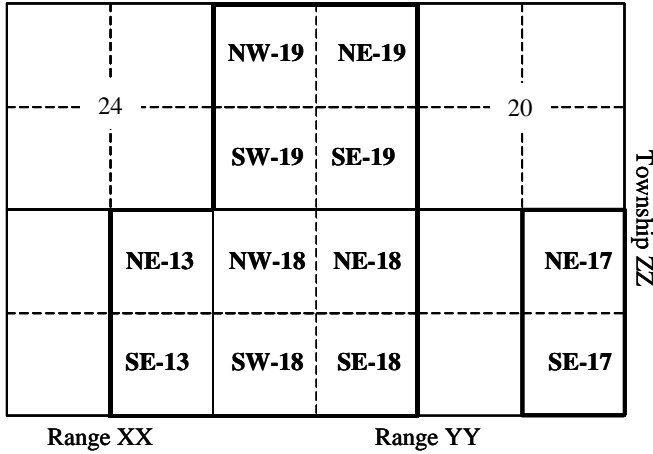 NW-19 NE-19
24 20
SW-19 SE-19
Township ZZ
NE-13 NW-18 NE-18 NE-17
SE-13 SW-18 SE-18 SE-17
Range XX Range YY